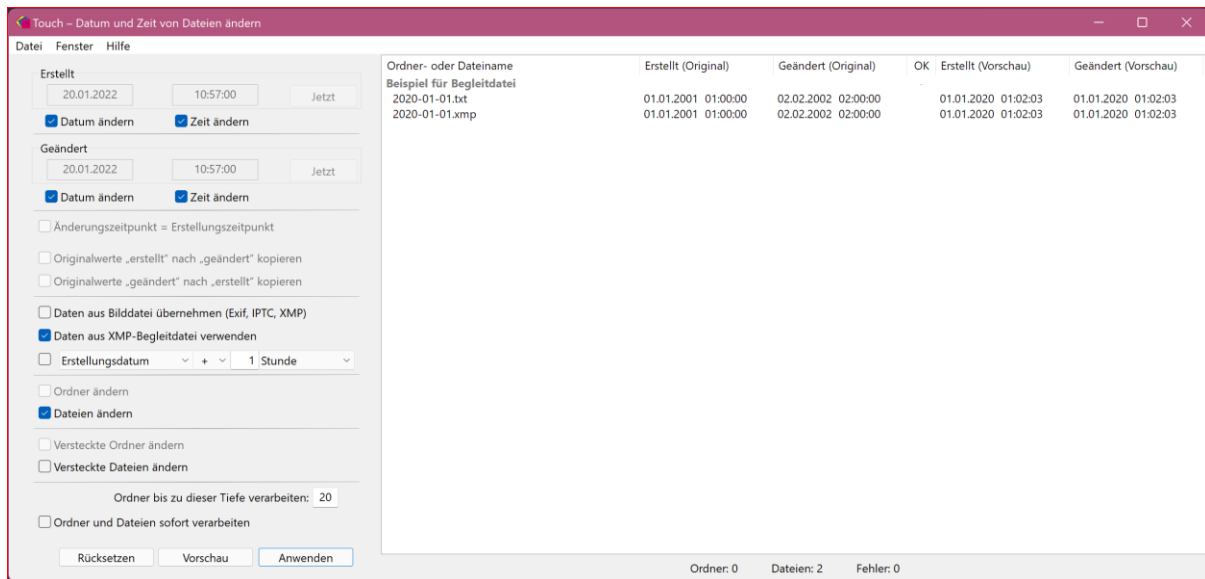 Touch – Datum und Zeit von Dateien ändern
Datei Fenster Hilfe
Erstellt
20.01.2022 10:57:00 Jetzt
Datum ändern Zeit ändern
Geändert
20.01.2022 10:57:00 Jetzt
Datum ändern Zeit ändern
Änderungszeitpunkt = Erstellungszeitpunkt
Originalwerte „erstellt“ nach „geändert“ kopieren
Originalwerte „geändert“ nach „erstellt“ kopieren
Daten aus Bilddatei übernehmen (Exif, IPTC, XMP)
Daten aus XMP-Begleitdatei verwenden
Erstellungsdatum + 1 Stunde
Ordner ändern
Dateien ändern
Versteckte Ordner ändern
Versteckte Dateien ändern
Ordner bis zu dieser Tiefe verarbeiten: 20
Ordner und Dateien sofort verarbeiten
Rücksetzen Vorschau Anwenden
Ordner- oder Dateiname Erstellt (Original) Geändert (Original) OK Erstellt (Vorschau) Geändert (Vorschau)
Beispiel für Begleitdatei
2020-01-01.txt 01.01.2001 01:00:00 02.02.2002 02:00:00 01.01.2020 01:02:03 01.01.2020 01:02:03
2020-01-01.xmp 01.01.2001 01:00:00 02.02.2002 02:00:00 01.01.2020 01:02:03 01.01.2020 01:02:03
Ordner: 0 Dateien: 2 Fehler: 0